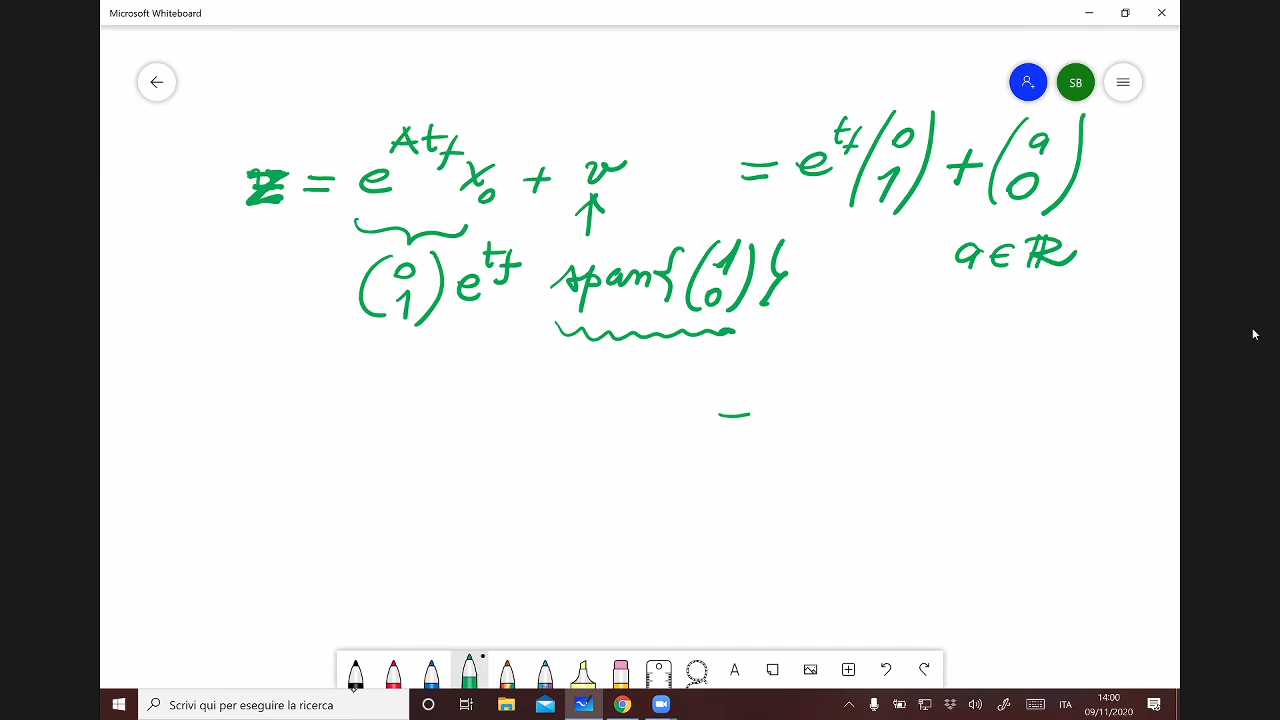 Microsoft Whiteboard
SB
z = e^{At_f} x_0 + v = e^{t_f} (0 1) + (a 0)
(0 1) e^{t_f} span{(1 0)} a ∈ ℝ
=
A
Scrivi qui per eseguire la ricerca
ITA
14:00
09/11/2020